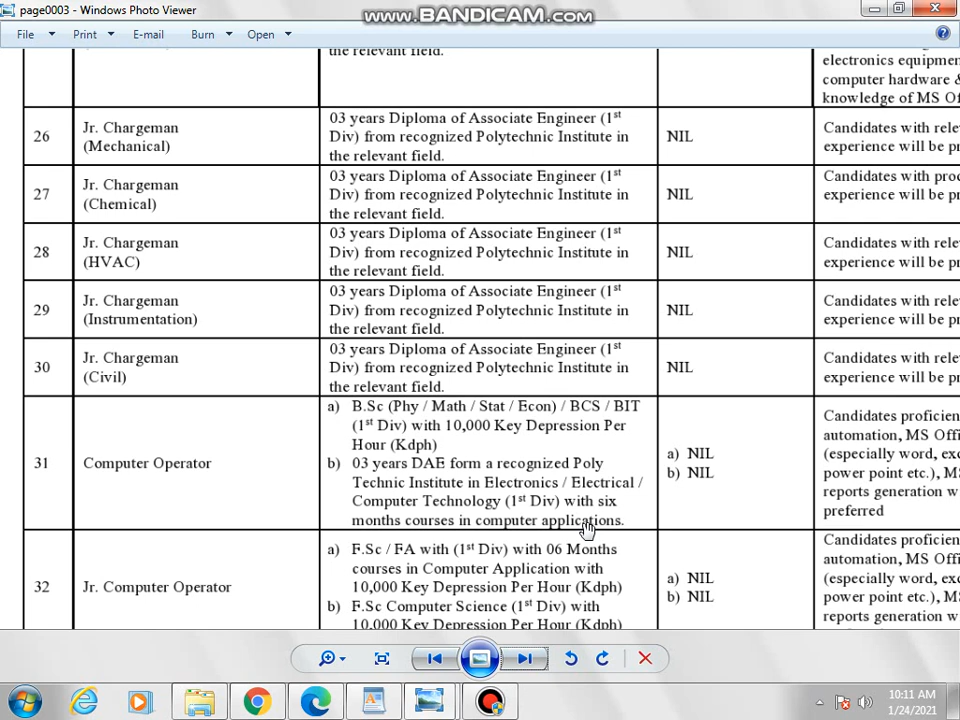 page0003 - Windows Photo Viewer
www.BANDICAM.com
File Print E-mail Burn Open
the relevant field.
electronics equipmen
computer hardware &
knowledge of MS Of
26
Jr. Chargeman
(Mechanical)
03 years Diploma of Associate Engineer (1st
Div) from recognized Polytechnic Institute in
the relevant field.
NIL
Candidates with rele
experience will be pr
27
Jr. Chargeman
(Chemical)
03 years Diploma of Associate Engineer (1st
Div) from recognized Polytechnic Institute in
the relevant field.
NIL
Candidates with proc
experience will be pr
28
Jr. Chargeman
(HVAC)
03 years Diploma of Associate Engineer (1st
Div) from recognized Polytechnic Institute in
the relevant field.
NIL
Candidates with rele
experience will be pr
29
Jr. Chargeman
(Instrumentation)
03 years Diploma of Associate Engineer (1st
Div) from recognized Polytechnic Institute in
the relevant field.
NIL
Candidates with rele
experience will be pr
30
Jr. Chargeman
(Civil)
03 years Diploma of Associate Engineer (1st
Div) from recognized Polytechnic Institute in
the relevant field.
NIL
Candidates with rele
experience will be pr
31
Computer Operator
a) B.Sc (Phy / Math / Stat / Econ) / BCS / BIT
(1st Div) with 10,000 Key Depression Per
Hour (Kdph)
b) 03 years DAE form a recognized Poly
Technic Institute in Electronics / Electrical /
Computer Technology (1st Div) with six
months courses in computer applications.
a) NIL
b) NIL
Candidates proficien
automation, MS Offi
(especially word, exc
power point etc.), MS
reports generation w
preferred
32
Jr. Computer Operator
a) F.Sc / FA with (1st Div) with 06 Months
courses in Computer Application with
10,000 Key Depression Per Hour (Kdph)
b) F.Sc Computer Science (1st Div) with
10,000 Key Depression Per Hour (Kdph)
a) NIL
b) NIL
Candidates proficien
automation, MS Offi
(especially word, exc
power point etc.), MS
reports generation w
10:11 AM
1/24/2021